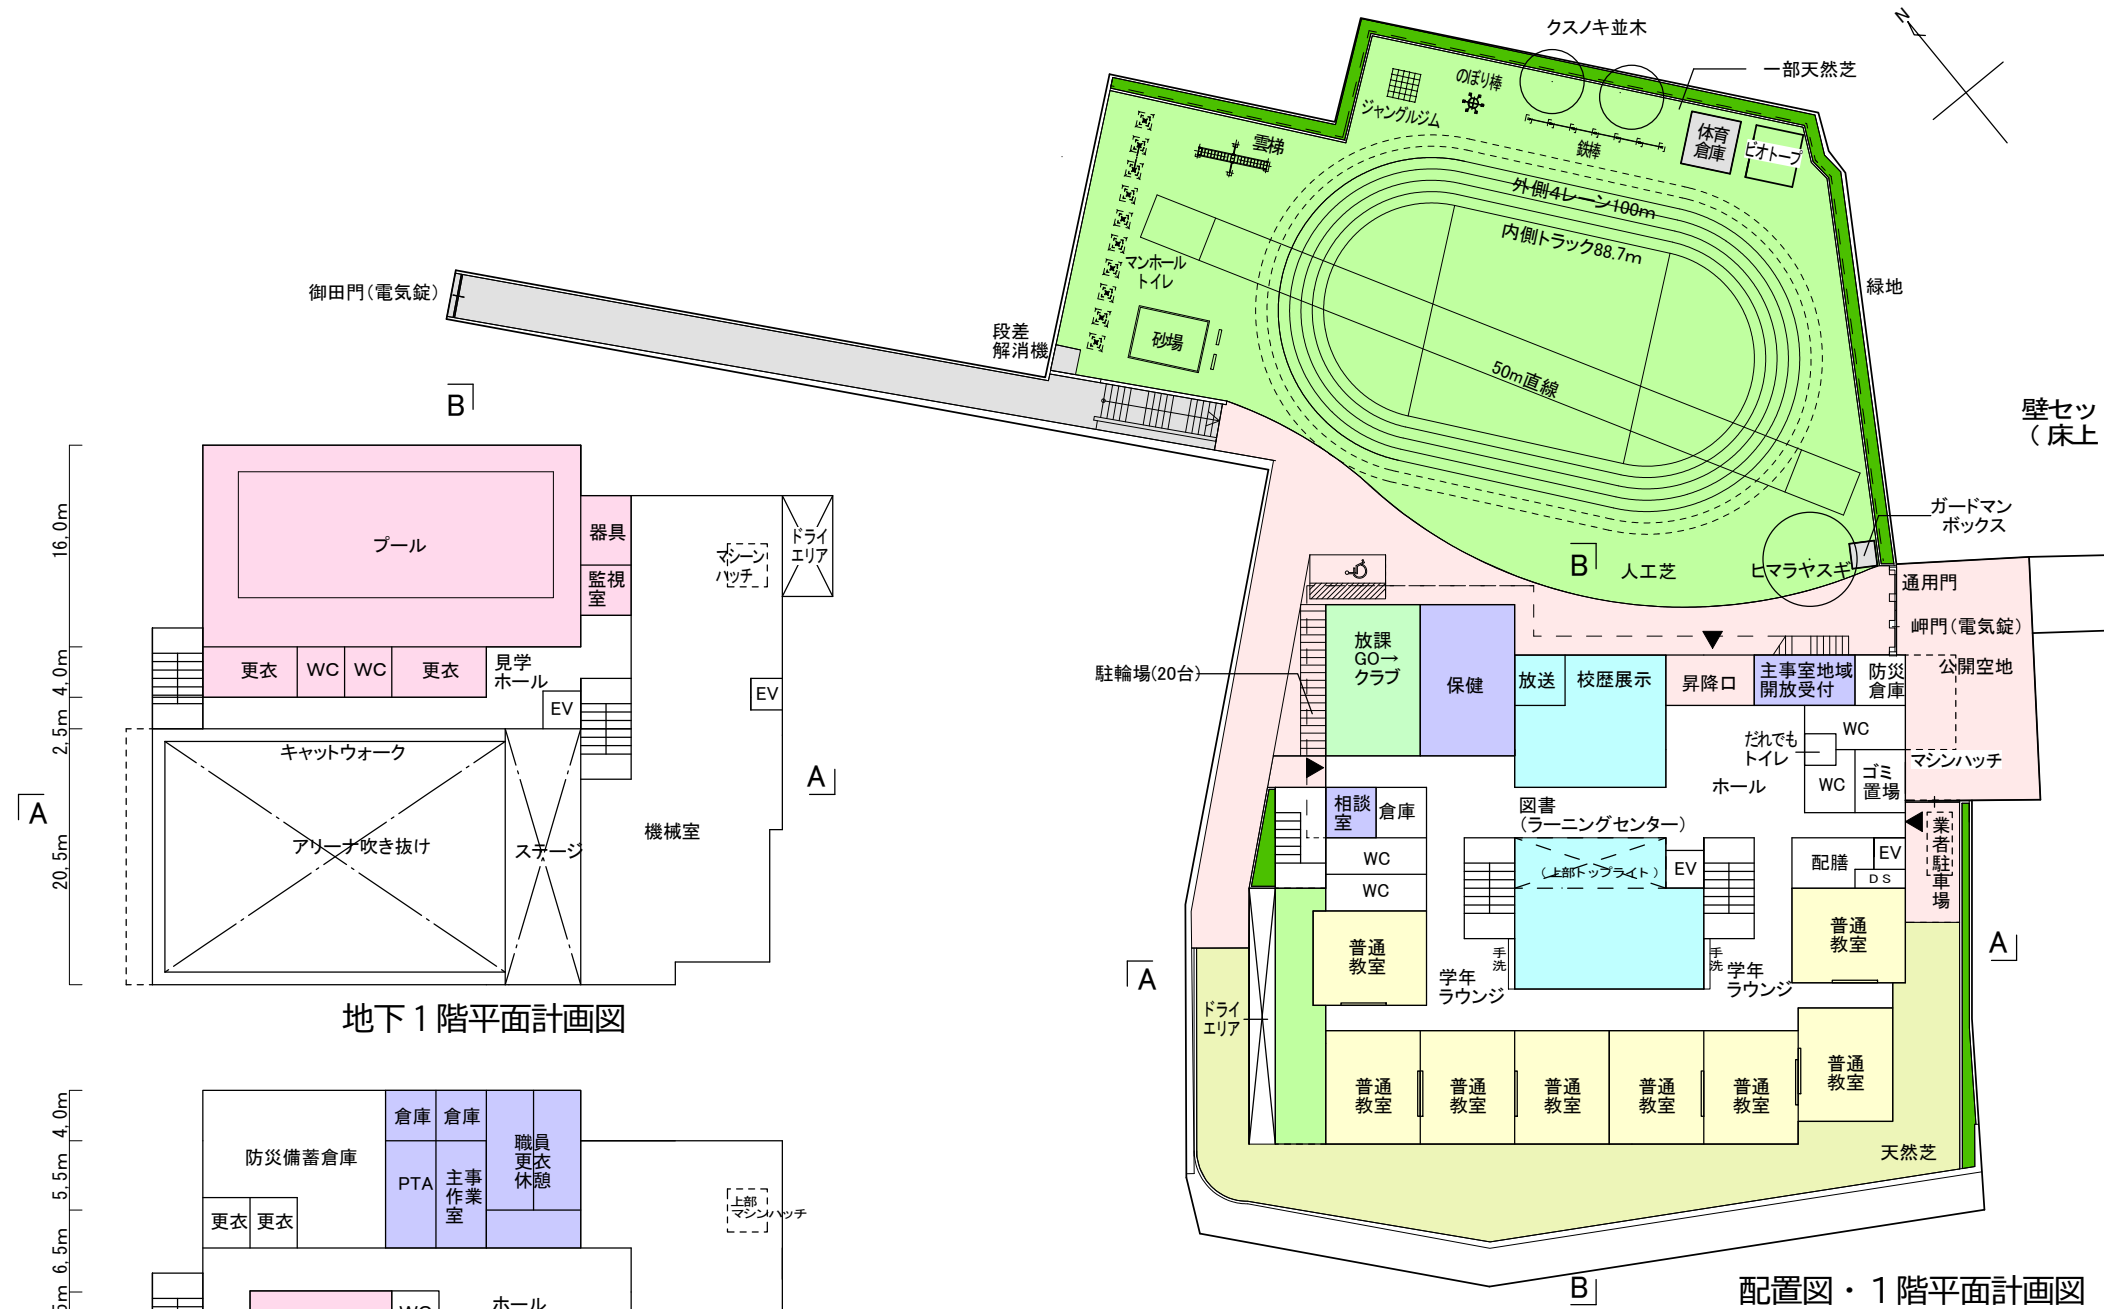 クスノキ並木
N
一部天然芝
のぼり棒
ジャングルジム
雲梯
鉄棒
体育
倉庫
ビオトープ
外側4レーン100m
内側トラック88.7m
マンホール
トイレ
砂場
50m直線
緑地
御田門(電気錠)
段差
解消機
壁セッ
(床上
ガードマン
ボックス
B
人工芝
ヒマラヤスギ
通用門
岬門(電気錠)
公開空地
駐輪場(20台)
放課
GO→
クラブ
保健
放送
校歴展示
昇降口
主事室地域
開放受付
防災
倉庫
WC
だれでも
トイレ
WC
ゴミ
置場
マシンハッチ
ホール
相談
室
倉庫
図書
(ラーニングセンター)
(上部トップライト)
EV
WC
WC
配膳
EV
DS
業者駐車場
普通
教室
手洗
手洗
学年
ラウンジ
学年
ラウンジ
普通
教室
A
A
ドライ
エリア
普通
教室
普通
教室
普通
教室
普通
教室
普通
教室
普通
教室
天然芝
B
配置図・1階平面計画図
B
16,0m
4,0m
2,5m
20,5m
プール
器具
監視
室
マシーン
ハッチ
ドライ
エリア
更衣
WC
WC
更衣
見学
ホール
EV
EV
キャットウォーク
アリーナ吹き抜け
ステージ
機械室
A
A
地下1階平面計画図
4,0m
5,5m
6,5m
防災備蓄倉庫
倉庫
倉庫
職員
更衣
休憩
PTA
主事
作業
室
更衣
更衣
上部
マシンハッチ
ホール